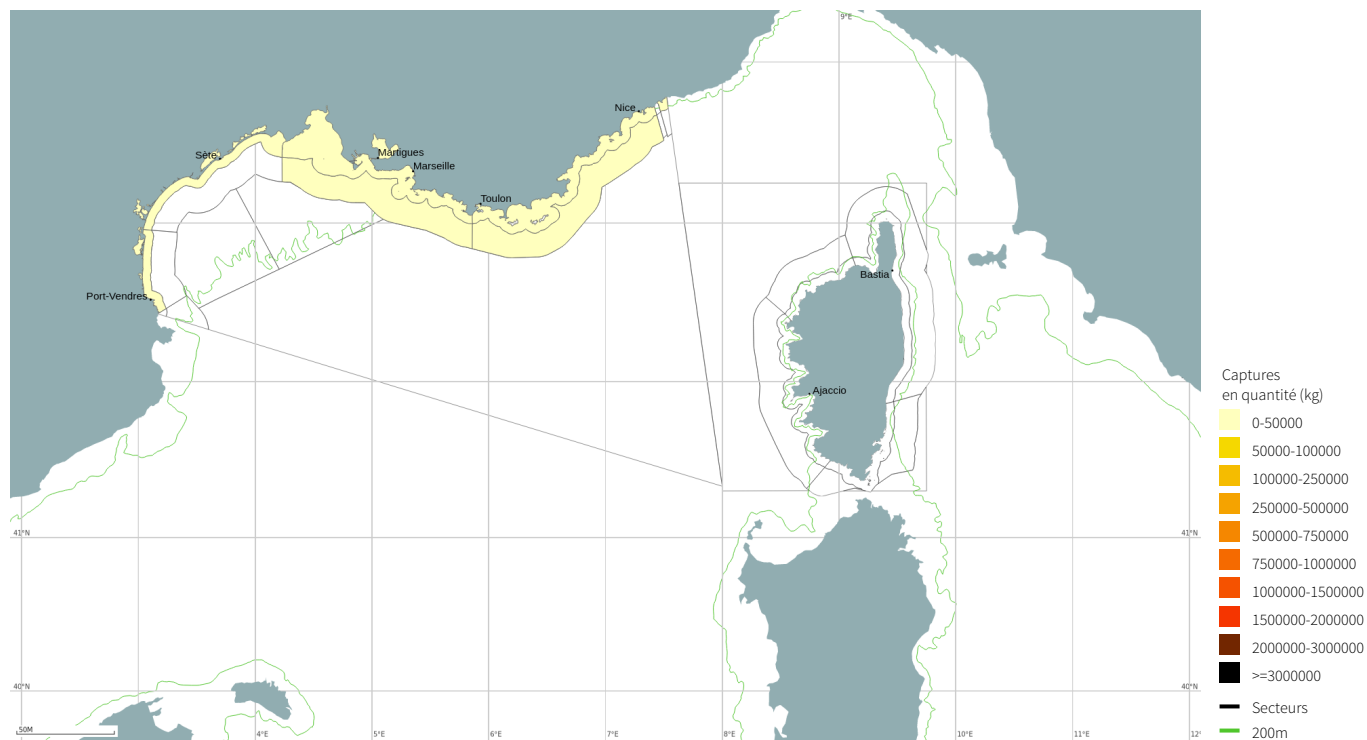 9°E
Nice
Sète
Martigues
Marseille
Toulon
Bastia
Port-Vendres
Ajaccio
41°N
41°N
40°N
40°N
50M
4°E
5°E
6°E
7°E
8°E
10°E
11°E
12°
Captures
en quantité (kg)
0-50000
50000-100000
100000-250000
250000-500000
500000-750000
750000-1000000
1000000-1500000
1500000-2000000
2000000-3000000
>=3000000
Secteurs
200m